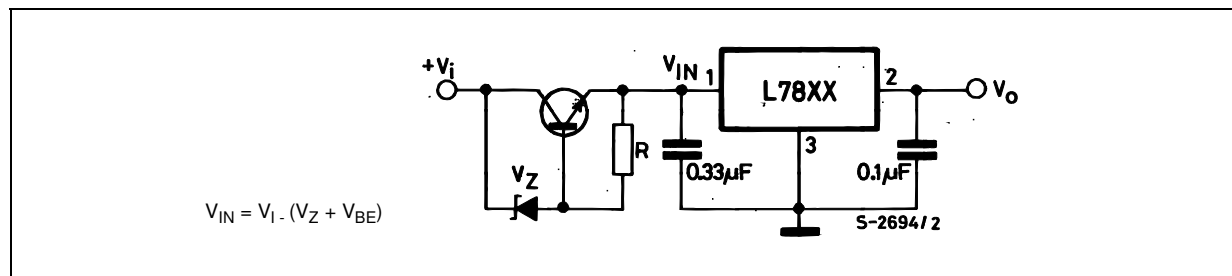 +Vi
VIN
1
L78XX
2
Vo
3
R
0.33µF
0.1µF
VZ
VIN = VI - (VZ + VBE)
S-2694/2